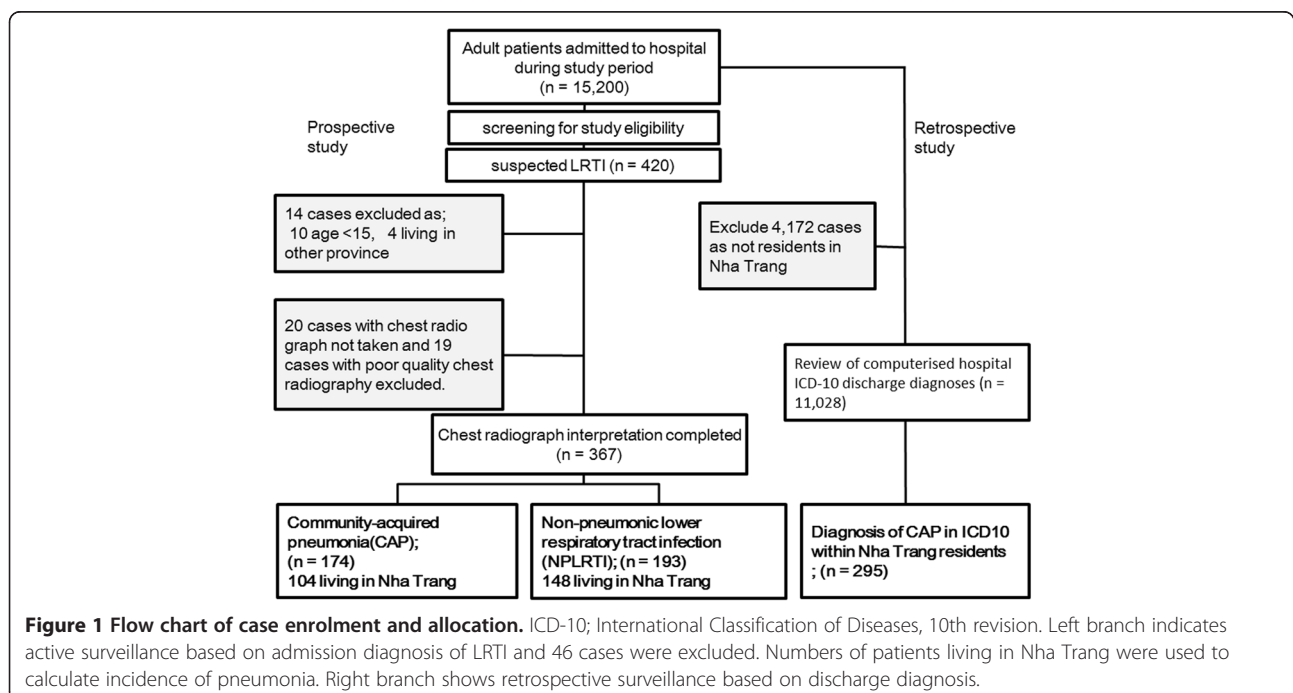 Adult patients admitted to hospital
during study period
(n = 15,200)
Prospective
study
screening for study eligibility
Retrospective
study
suspected LRTI (n = 420)
14 cases excluded as;
10 age <15, 4 living in
other province
Exclude 4,172 cases
as not residents in
Nha Trang
20 cases with chest radio
graph not taken and 19
cases with poor quality chest
radiography excluded.
Review of computerised hospital
ICD-10 discharge diagnoses (n =
11,028)
Chest radiograph interpretation completed
(n = 367)
Community-acquired
pneumonia(CAP);
(n = 174)
104 living in Nha Trang
Non-pneumonic lower
respiratory tract infection
(NPLRTI); (n = 193)
148 living in Nha Trang
Diagnosis of CAP in ICD10
within Nha Trang residents
; (n = 295)
Figure 1 Flow chart of case enrolment and allocation. ICD-10; International Classification of Diseases, 10th revision. Left branch indicates
active surveillance based on admission diagnosis of LRTI and 46 cases were excluded. Numbers of patients living in Nha Trang were used to
calculate incidence of pneumonia. Right branch shows retrospective surveillance based on discharge diagnosis.